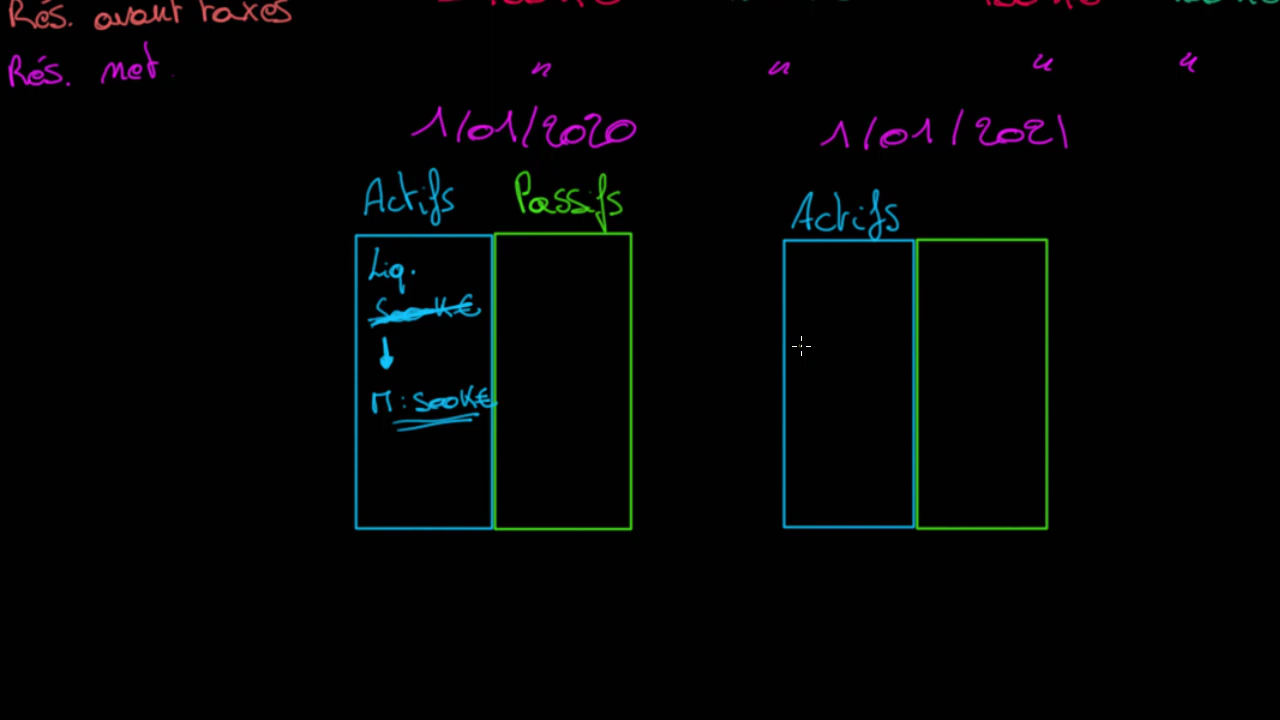 Rés. avant taxes
Rés. net
" " " "
1/01/2020 1/01/2021
Actifs Passifs Actifs
Liq.
500K€
M: 500K€